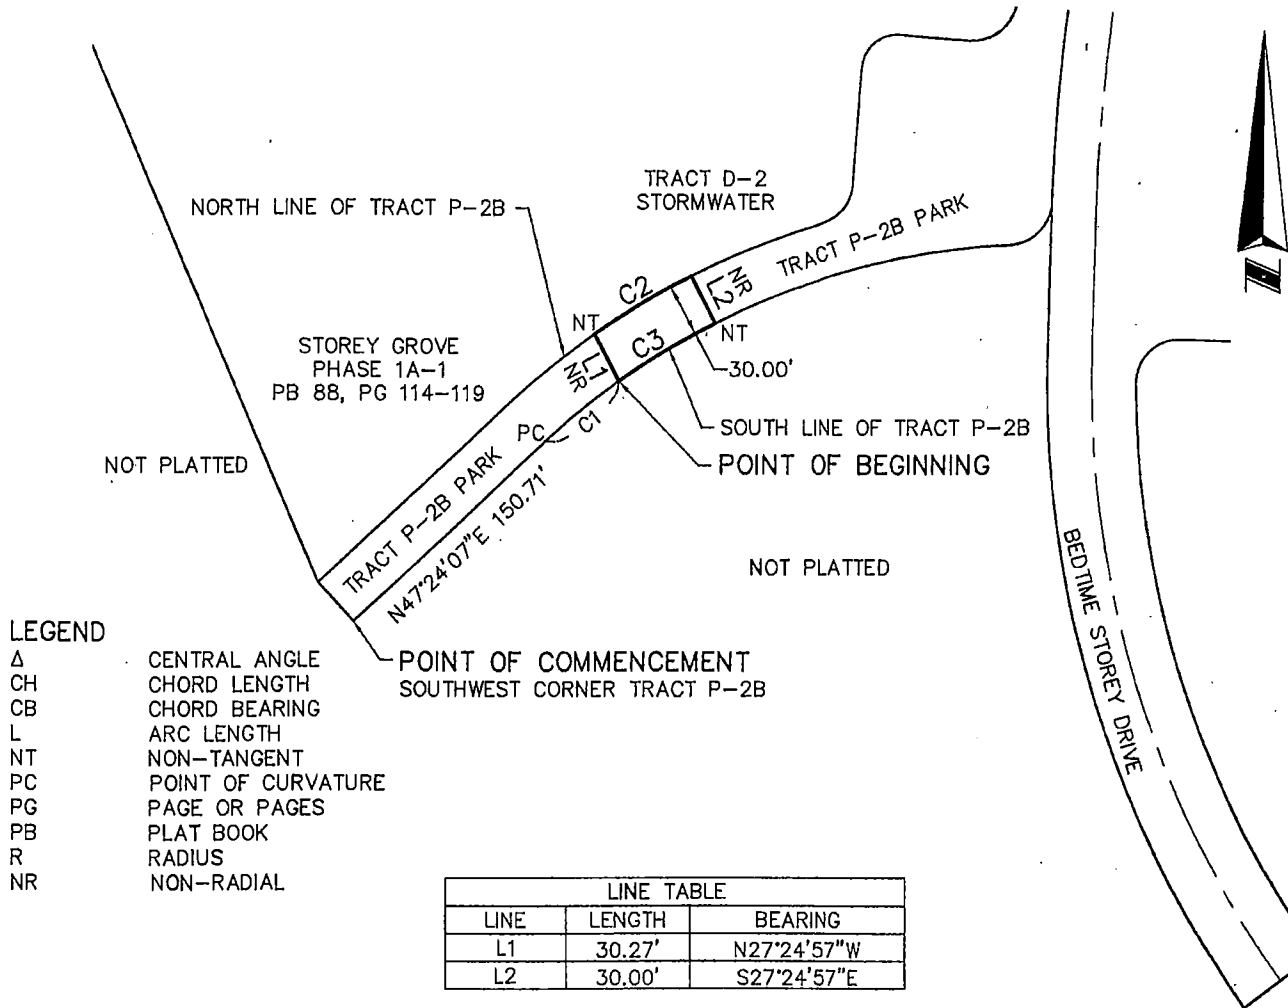 TRACT D-2
STORMWATER
NORTH LINE OF TRACT P-2B
TRACT P-2B PARK
C2
NR
L2
NT
NT
C3
L1
NR
30.00'
STOREY GROVE
PHASE 1A-1
PB 88, PG 114-119
C1
PC
SOUTH LINE OF TRACT P-2B
POINT OF BEGINNING
NOT PLATTED
TRACT P-2B PARK
N47°24'07"E 150.71'
NOT PLATTED
BEDTIME STOREY DRIVE
POINT OF COMMENCEMENT
SOUTHWEST CORNER TRACT P-2B
LEGEND
Δ CENTRAL ANGLE
CH CHORD LENGTH
CB CHORD BEARING
L ARC LENGTH
NT NON-TANGENT
PC POINT OF CURVATURE
PG PAGE OR PAGES
PB PLAT BOOK
R RADIUS
NR NON-RADIAL
LINE TABLE
LINE LENGTH BEARING
L1 30.27' N27°24'57"W
L2 30.00' S27°24'57"E
N